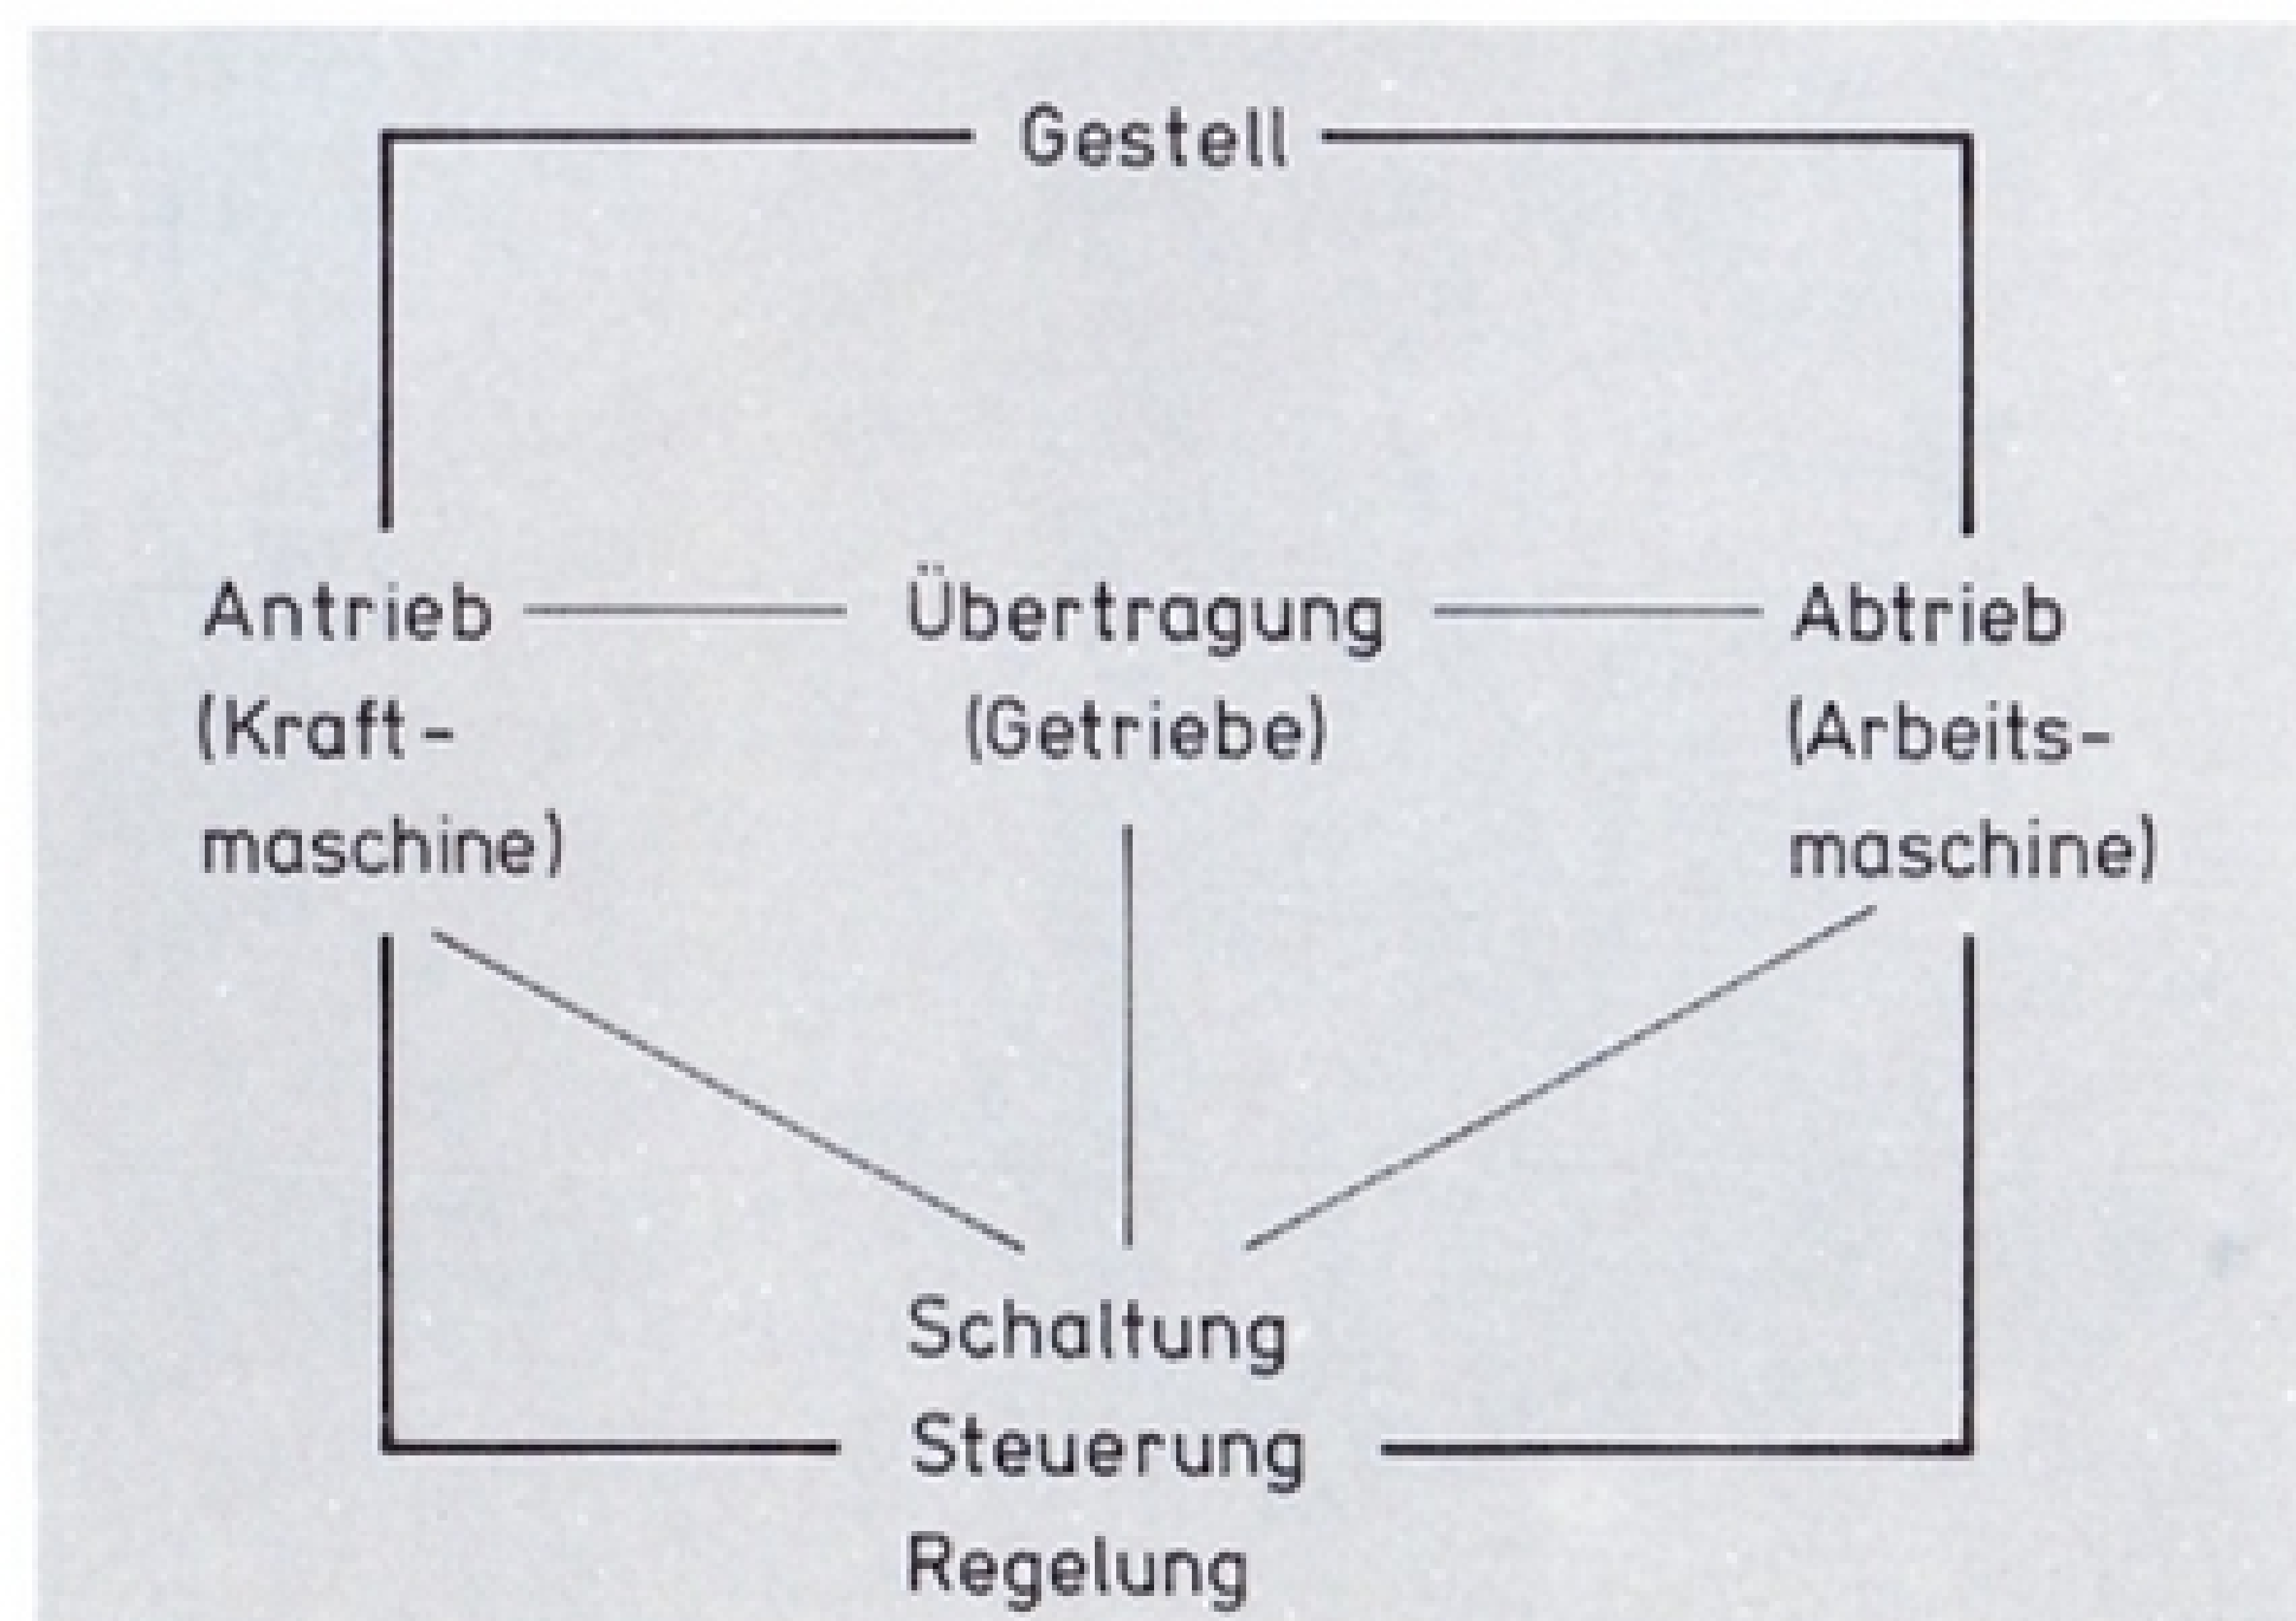 Gestell
Antrieb Übertragung Abtrieb
(Kraft- (Getriebe) (Arbeits-
maschine) maschine)
Schaltung
Steuerung
Regelung